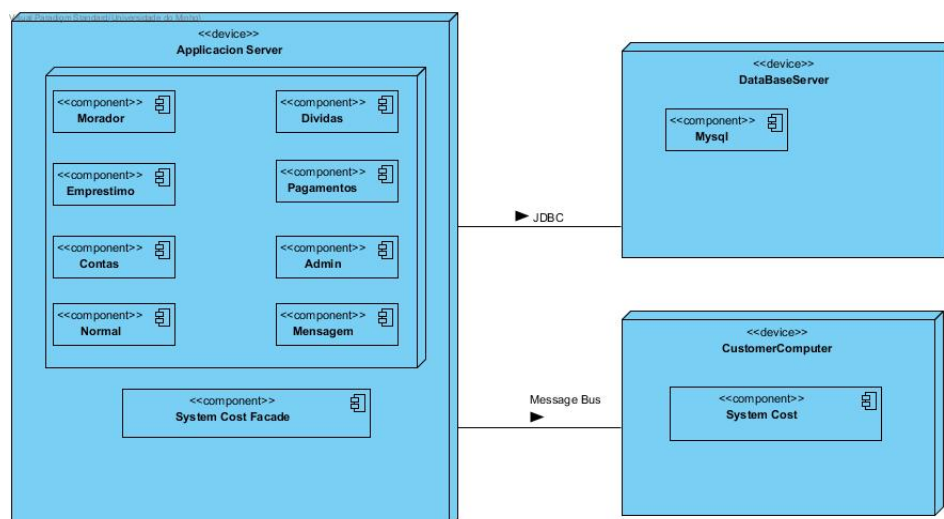 Visual Paradigm Standard(Universidade do Minho)
<<device>>
Applicacion Server
<<component>>
Morador
<<component>>
Dividas
<<component>>
Emprestimo
<<component>>
Pagamentos
<<component>>
Contas
<<component>>
Admin
<<component>>
Normal
<<component>>
Mensagem
<<component>>
System Cost Facade
JDBC
Message Bus
<<device>>
DataBaseServer
<<component>>
Mysql
<<device>>
CustomerComputer
<<component>>
System Cost